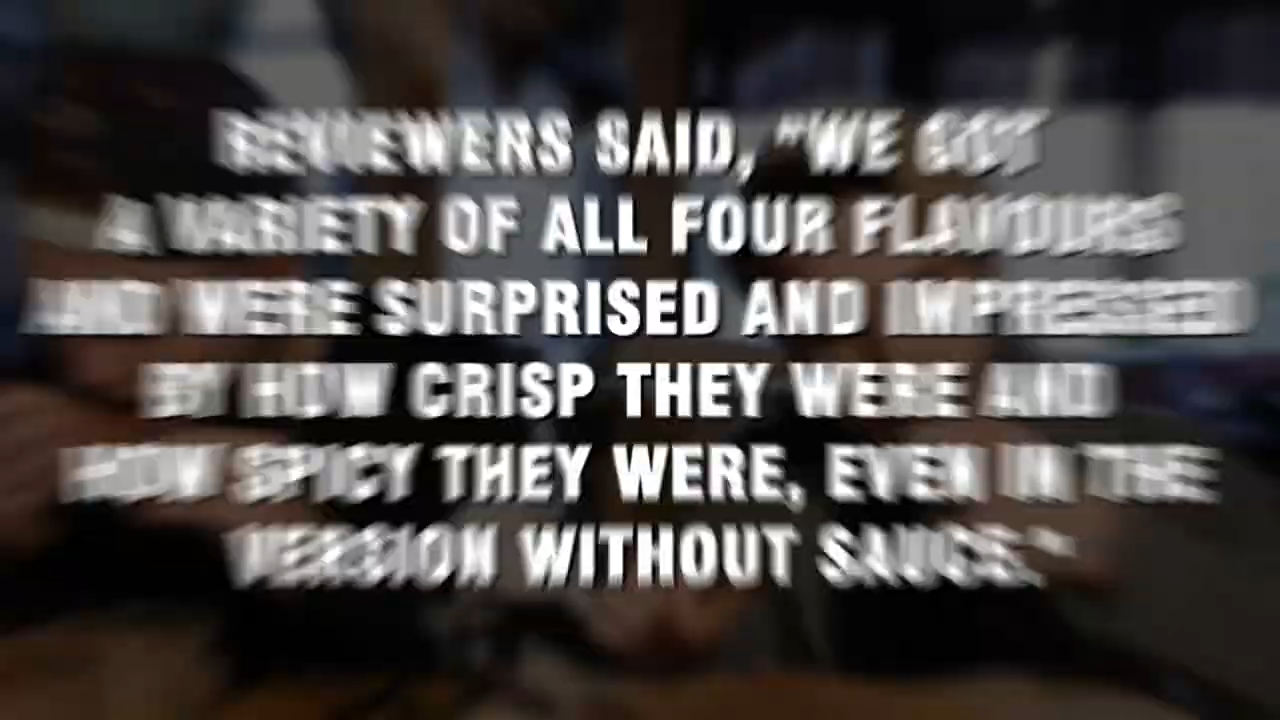 REVIEWERS SAID, "WE GOT
A VARIETY OF ALL FOUR FLAVOURS
AND WERE SURPRISED AND IMPRESSED
BY HOW CRISP THEY WERE AND
HOW SPICY THEY WERE, EVEN IN THE
VERSION WITHOUT SAUCE."